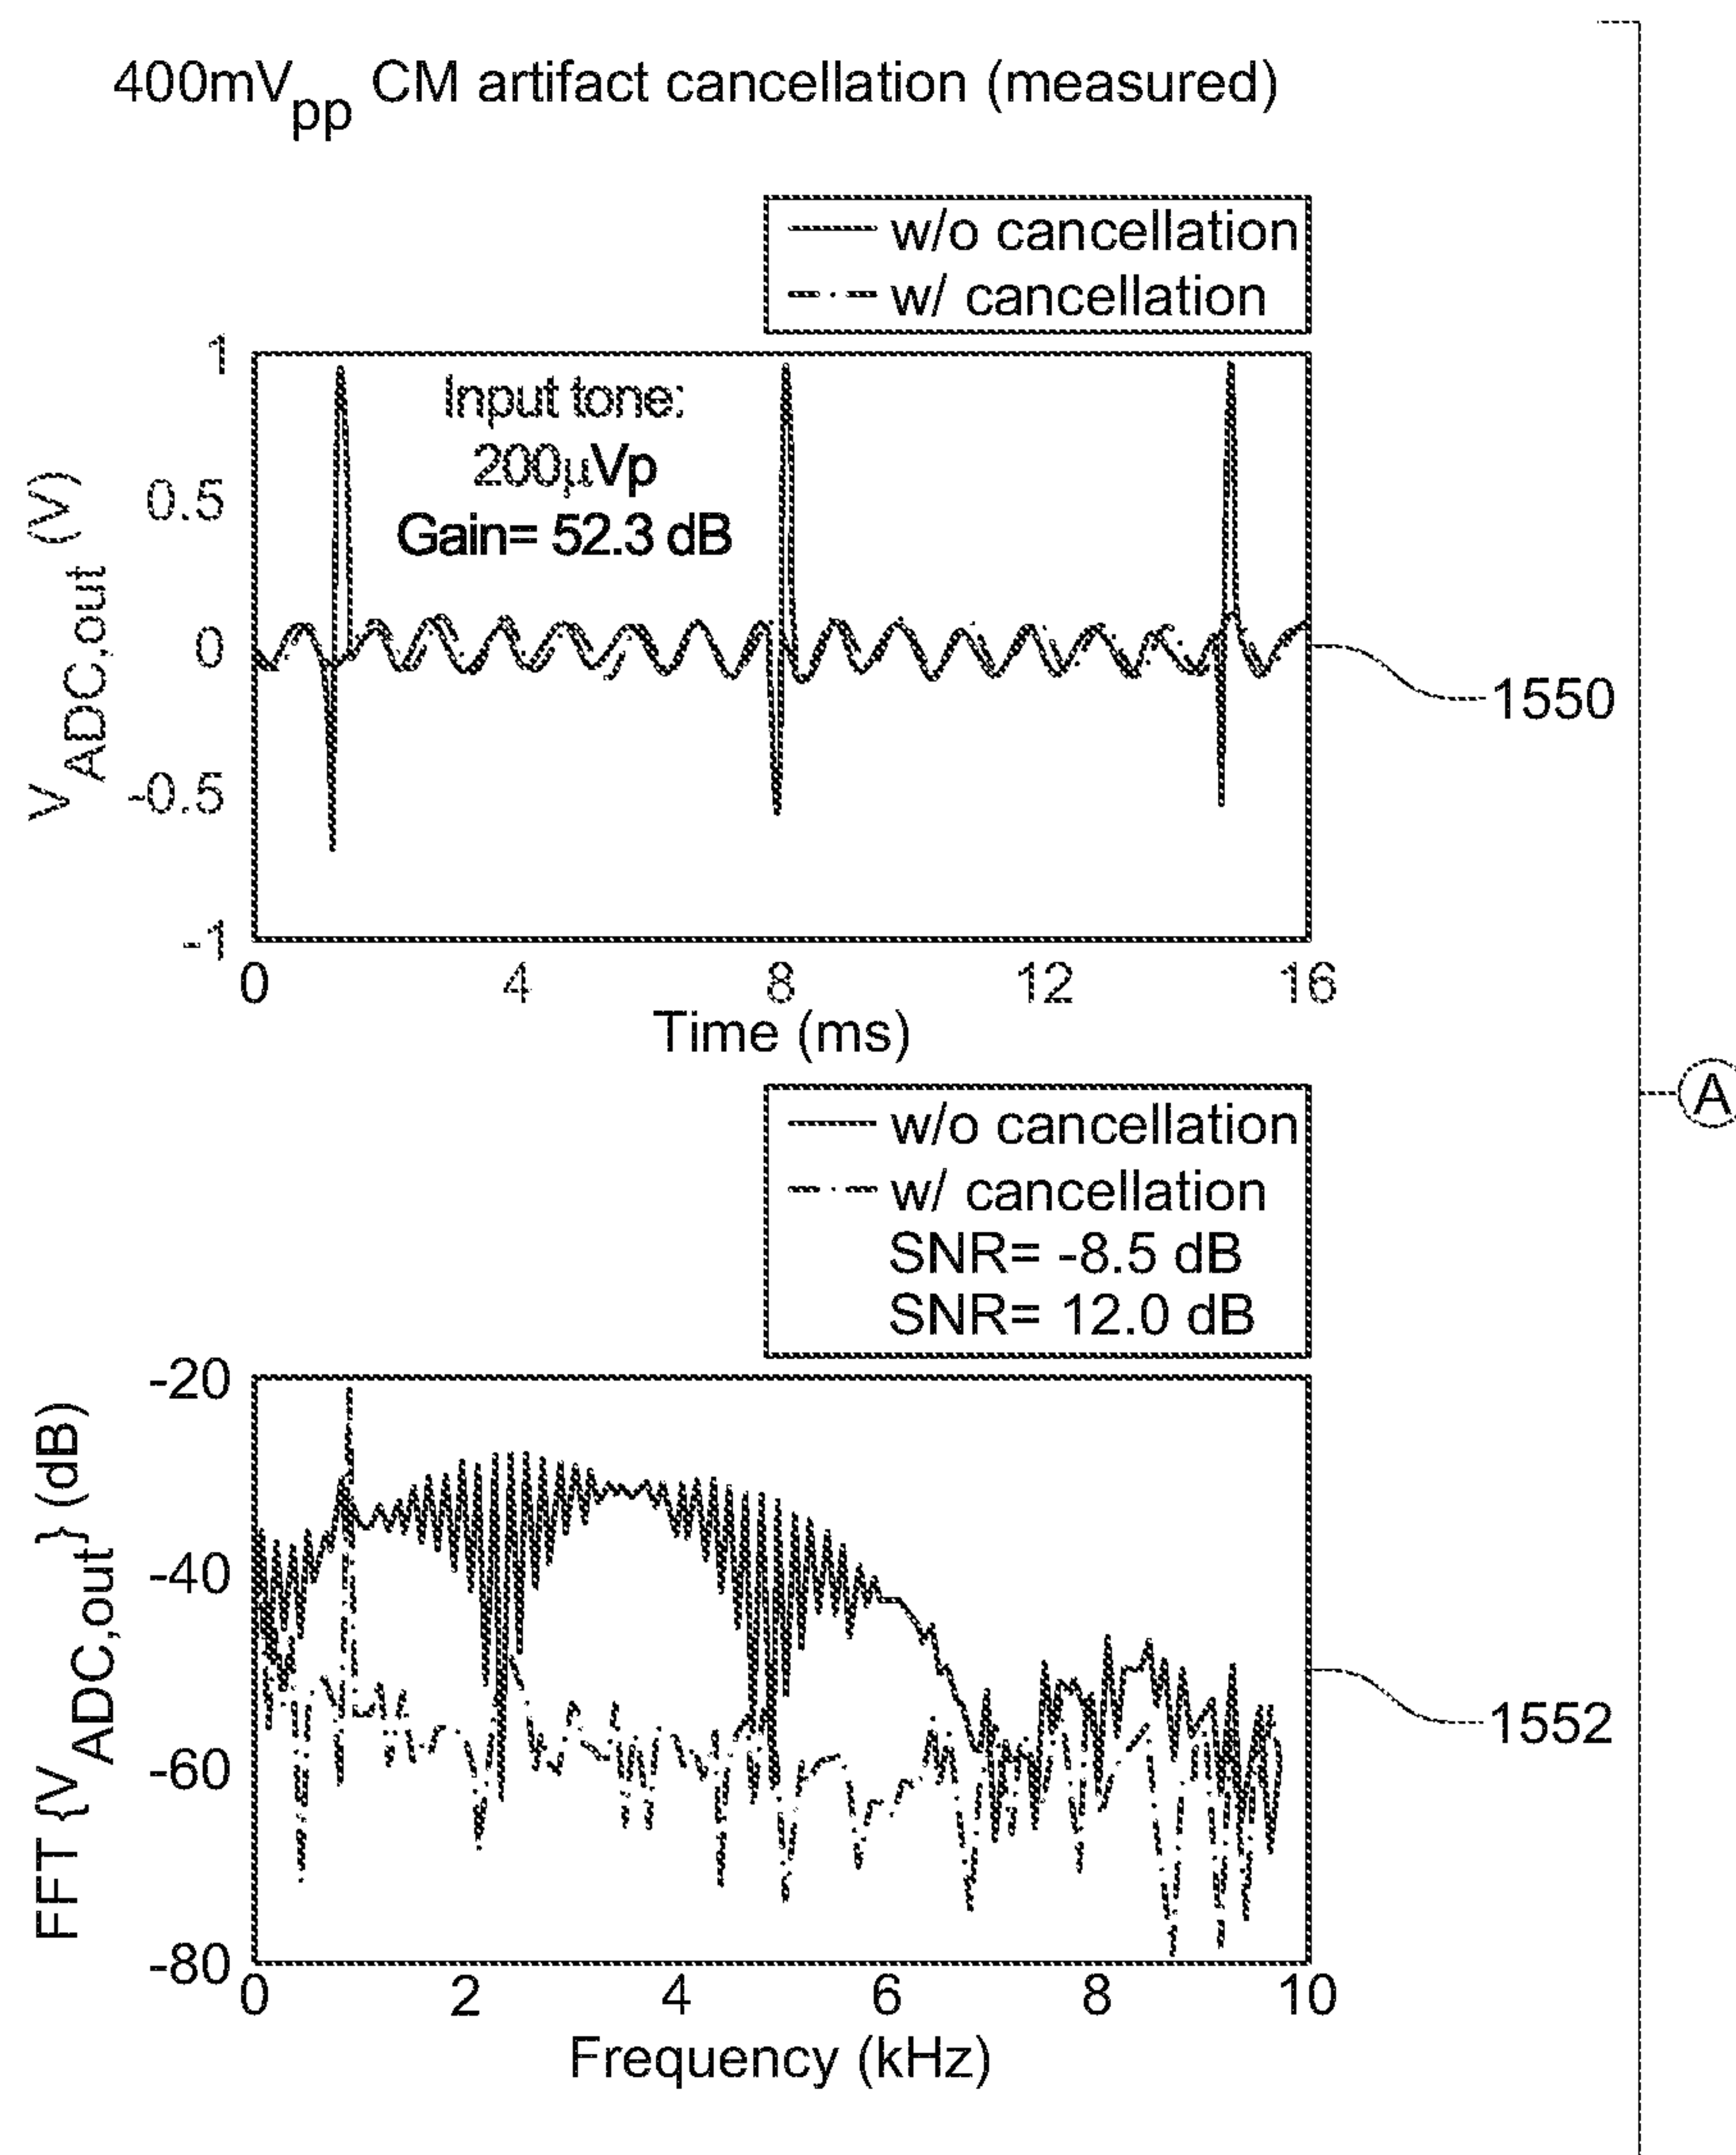 400mVpp CM artifact cancellation (measured)
w/o cancellation
w/ cancellation
Input tone:
200µVp
Gain= 52.3 dB
VADC,out (V)
1
0.5
0
-0.5
-1
0 4 8 12 16
Time (ms)
1550
A
w/o cancellation
w/ cancellation
SNR= -8.5 dB
SNR= 12.0 dB
FFT {VADC,out} (dB)
-20
-40
-60
-80
0 2 4 6 8 10
Frequency (kHz)
1552